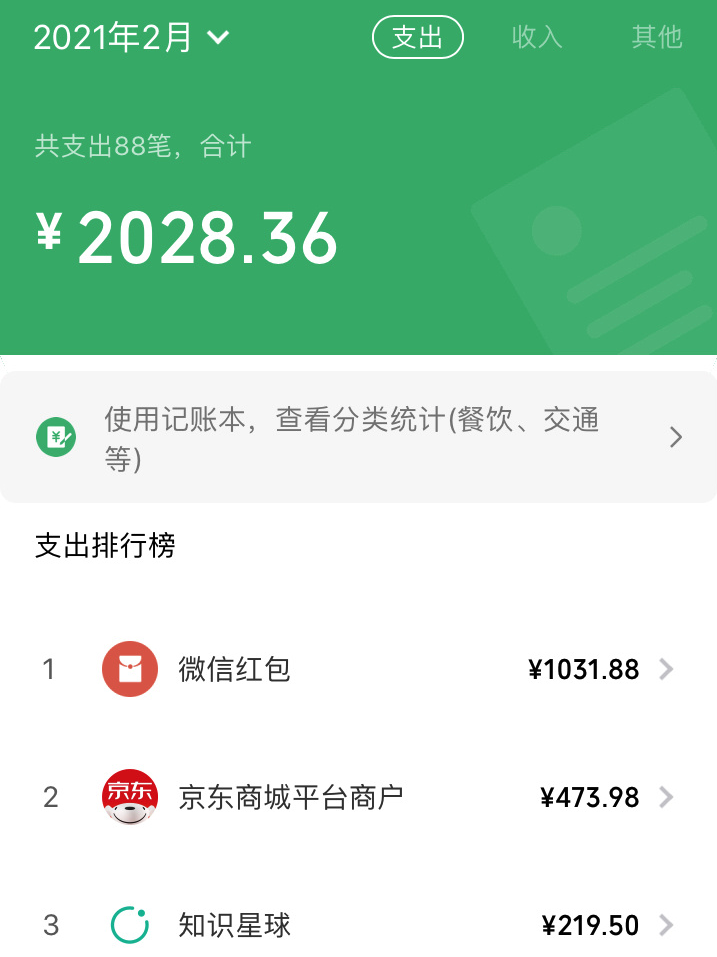 2021年2月 支出 收入 其他
共支出88笔，合计
¥2028.36
使用记账本，查看分类统计(餐饮、交通
等)
支出排行榜
1 微信红包 ¥1031.88
2 京东 京东商城平台商户 ¥473.98
3 知识星球 ¥219.50